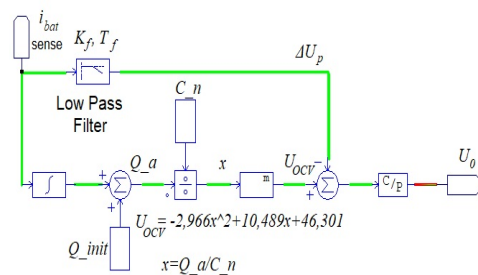 i_bat
sense
K_f, T_f
Low Pass
Filter
ΔU_p
C_n
Q_a
x
m
U_OCV
C/P
U_0
Q_init
U_OCV= -2,966x^2+10,489x+46,301
x=Q_a/C_n